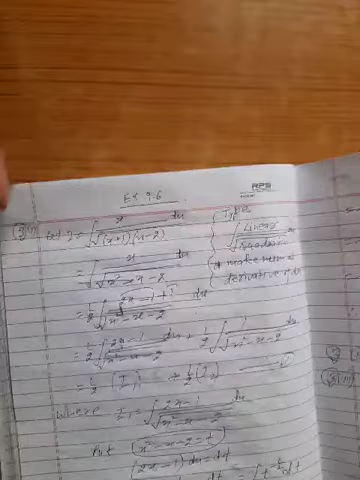 Ex 9.6
Let I = ∫ x / √(x+1)(x-2) dx
Type
∫ Linear / √Quadratic dx
make num. as derivative of
= ∫ x / √x²-x-2 dx
= 1/2 ∫ 2x-1+1 / √x²-x-2 dx
= 1/2 ∫ 2x-1 / √x²-x-2 dx + 1/2 ∫ 1 / √x²-x-2 dx
= 1/2 (I₁) + 1/2 (I₂)
where I₁ = ∫ 2x-1 / √x²-x-2 dx
Put x²-x-2 = t
(2x-1) dx = dt